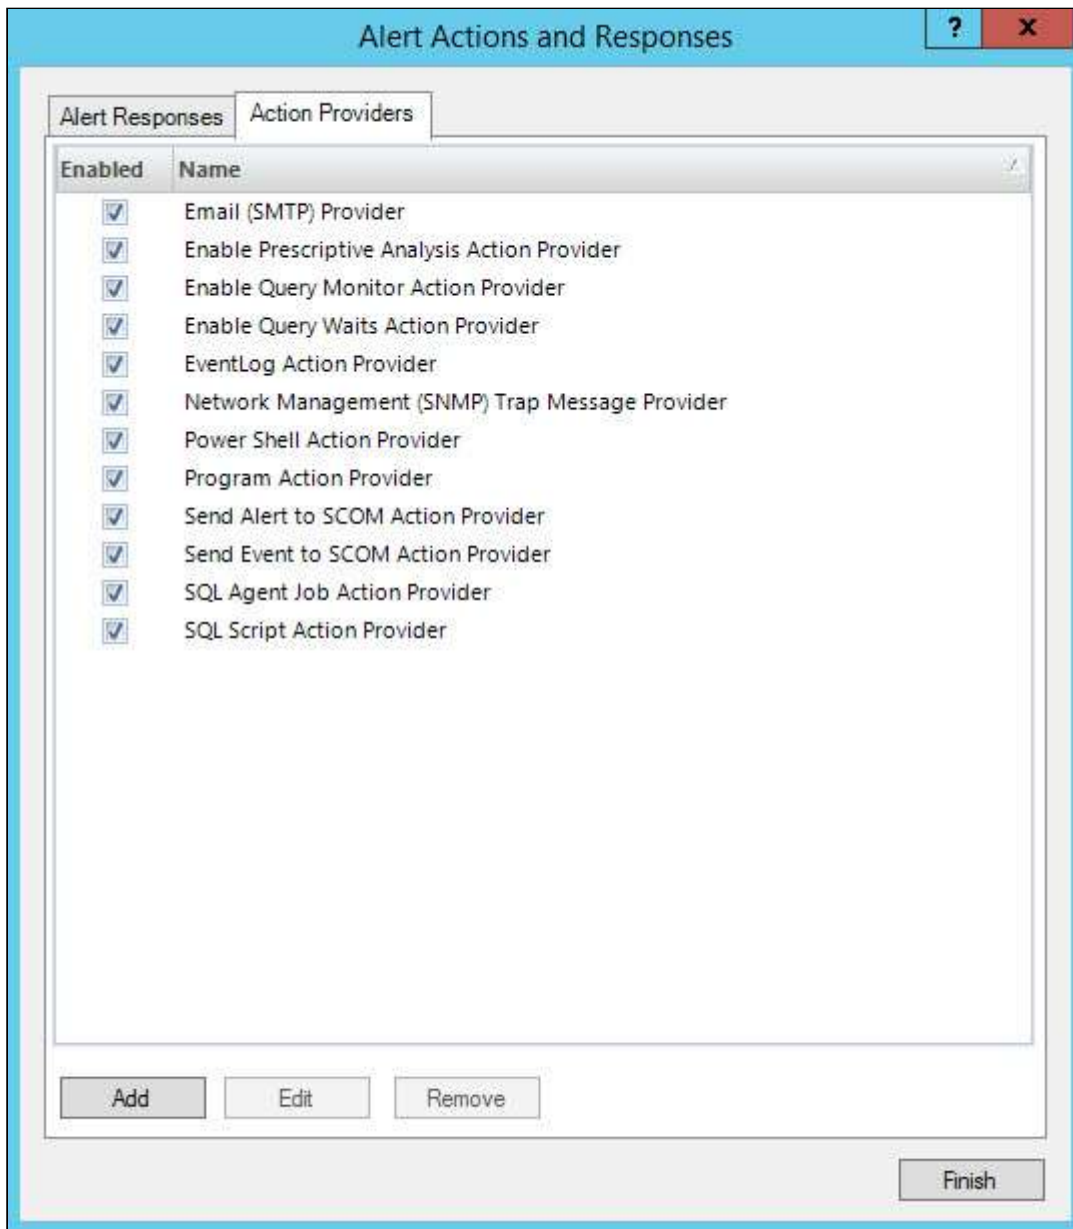 Alert Actions and Responses
?
x
Alert Responses
Action Providers
Enabled Name
Email (SMTP) Provider
Enable Prescriptive Analysis Action Provider
Enable Query Monitor Action Provider
Enable Query Waits Action Provider
EventLog Action Provider
Network Management (SNMP) Trap Message Provider
Power Shell Action Provider
Program Action Provider
Send Alert to SCOM Action Provider
Send Event to SCOM Action Provider
SQL Agent Job Action Provider
SQL Script Action Provider
Add
Edit
Remove
Finish